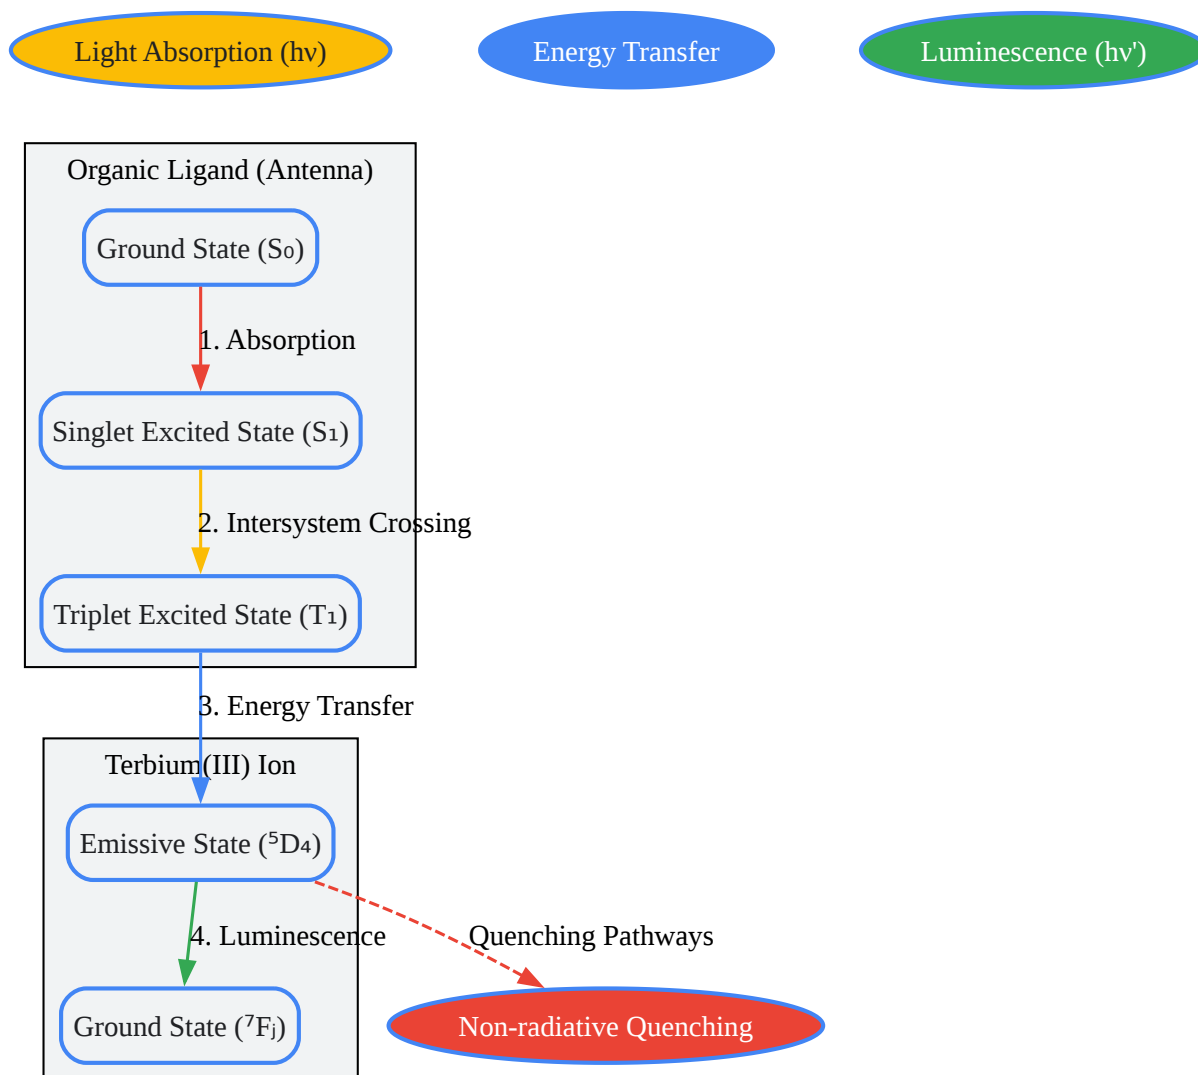 Light Absorption (hν)
Energy Transfer
Luminescence (hν')
Organic Ligand (Antenna)
Ground State (S₀)
1. Absorption
Singlet Excited State (S₁)
2. Intersystem Crossing
Triplet Excited State (T₁)
3. Energy Transfer
Terbium(III) Ion
Emissive State (⁵D₄)
4. Luminescence
Quenching Pathways
Ground State (⁷Fⱼ)
Non-radiative Quenching